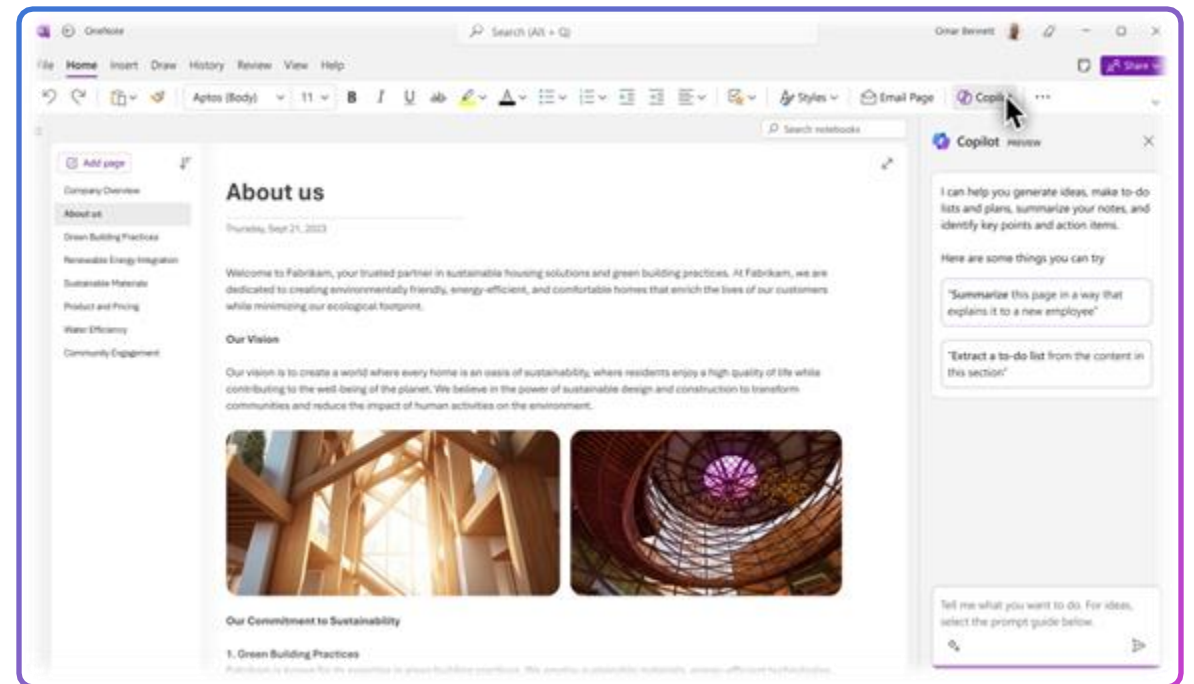 OneNote
Search (Alt + Q)
Omar Bennett
File Home Insert Draw History Review View Help
Share
Aptos (Body) 11 B I U ab A Styles Email Page Copilot ...
Search notebooks
Copilot PREVIEW
Add page
Company Overview
About us
Green Building Practices
Renewable Energy Integration
Sustainable Materials
Product and Pricing
Water Efficiency
Community Engagement
About us
Thursday, Sept 21, 2023
Welcome to Fabrikam, your trusted partner in sustainable housing solutions and green building practices. At Fabrikam, we are
dedicated to creating environmentally friendly, energy-efficient, and comfortable homes that enrich the lives of our customers
while minimizing our ecological footprint.
Our Vision
Our vision is to create a world where every home is an oasis of sustainability, where residents enjoy a high quality of life while
contributing to the well-being of the planet. We believe in the power of sustainable design and construction to transform
communities and reduce the impact of human activities on the environment.
Our Commitment to Sustainability
1. Green Building Practices
I can help you generate ideas, make to-do
lists and plans, summarize your notes, and
identify key points and action items.
Here are some things you can try
"Summarize this page in a way that
explains it to a new employee"
"Extract a to-do list from the content in
this section"
Tell me what you want to do. For ideas,
select the prompt guide below.